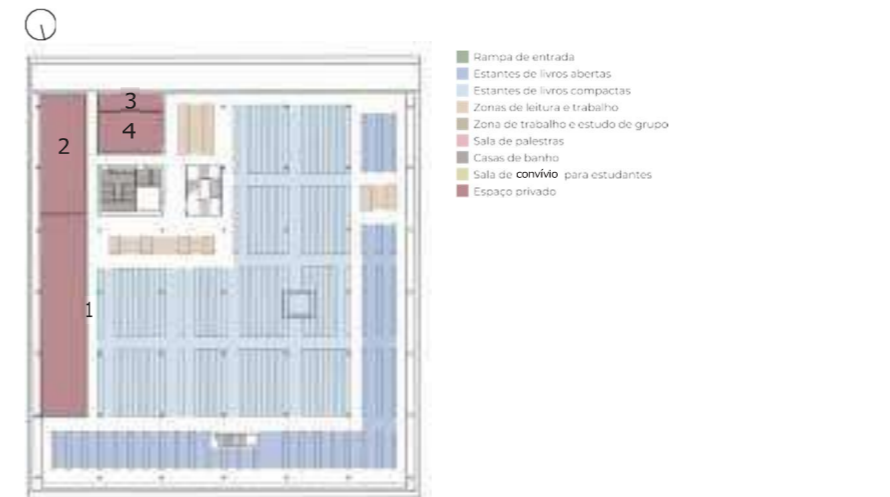 Rampa de entrada
Estantes de livros abertas
Estantes de livros compactas
Zonas de leitura e trabalho
Zona de trabalho e estudo de grupo
Sala de palestras
Casas de banho
Sala de convívio para estudantes
Espaço privado
3
4
2
1